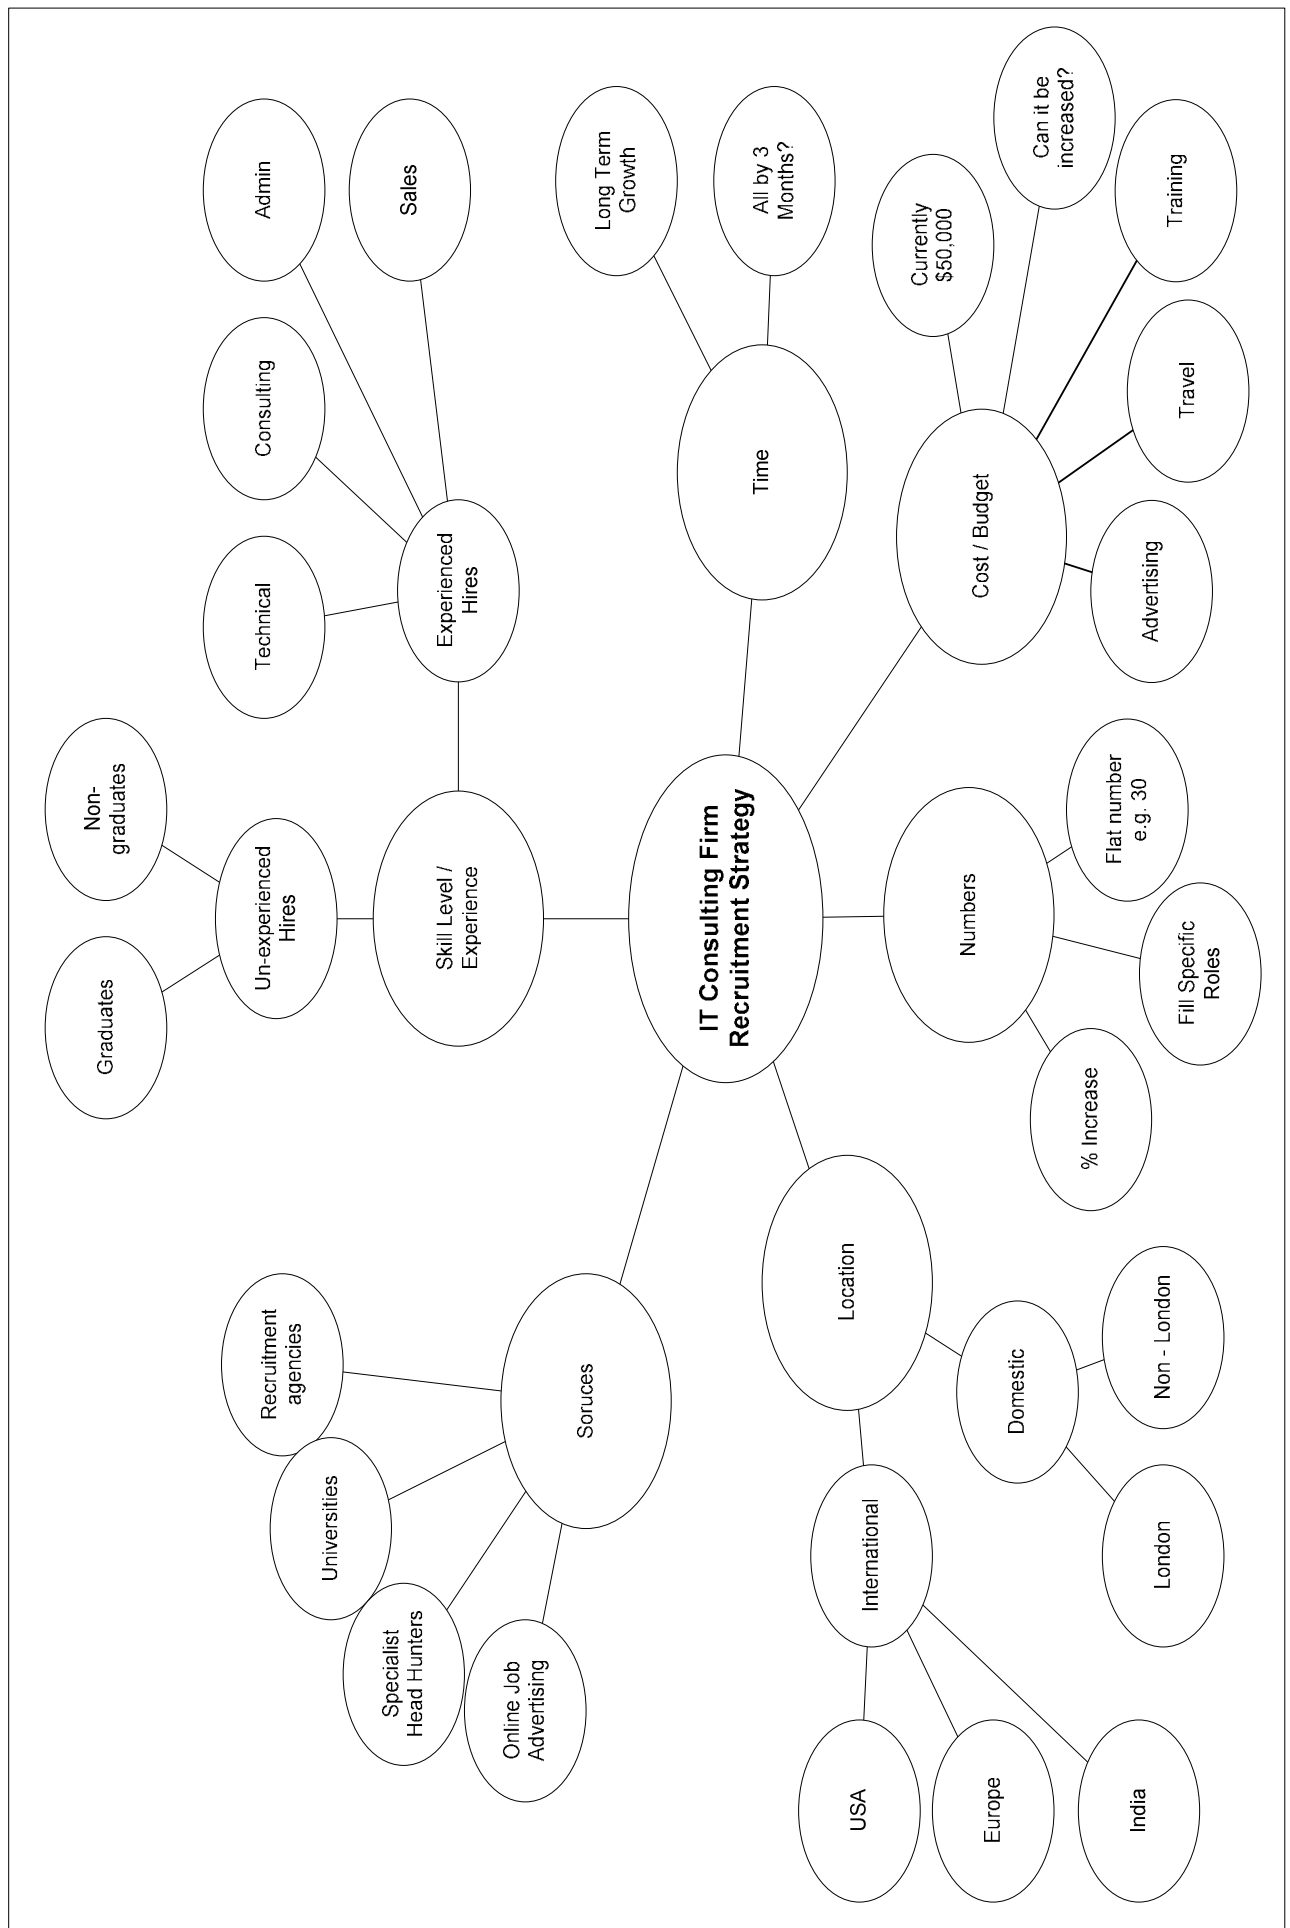 Graduates
Non-
graduates
Un-experienced
Hires
Technical
Consulting
Admin
Sales
Experienced
Hires
Skill Level /
Experience
Recruitment
agencies
Universities
Specialist
Head Hunters
Online Job
Advertising
Soruces
IT Consulting Firm
Recruitment Strategy
Long Term
Growth
All by 3
Months?
Time
Currently
$50,000
Can it be
increased?
Training
Travel
Advertising
Cost / Budget
Numbers
Flat number
e.g. 30
Fill Specific
Roles
% Increase
Location
International
USA
Europe
India
Domestic
London
Non - London